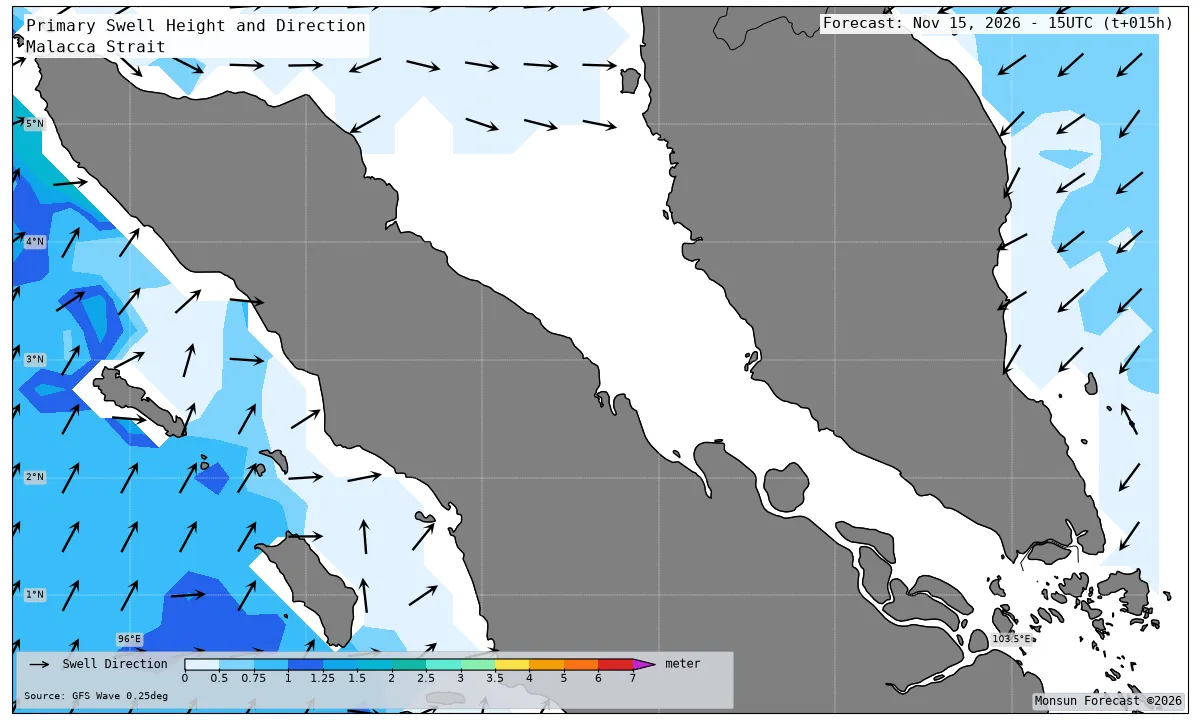 Primary Swell Height and Direction
Malacca Strait
Forecast: Nov 15, 2026 - 15UTC (t+015h)
5°N
4°N
3°N
2°N
1°N
96°E
103.5°E
Swell Direction
meter
0 0.5 0.75 1 1.25 1.5 2 2.5 3 3.5 4 5 6 7
Source: GFS Wave 0.25deg
Monsun Forecast ©2026